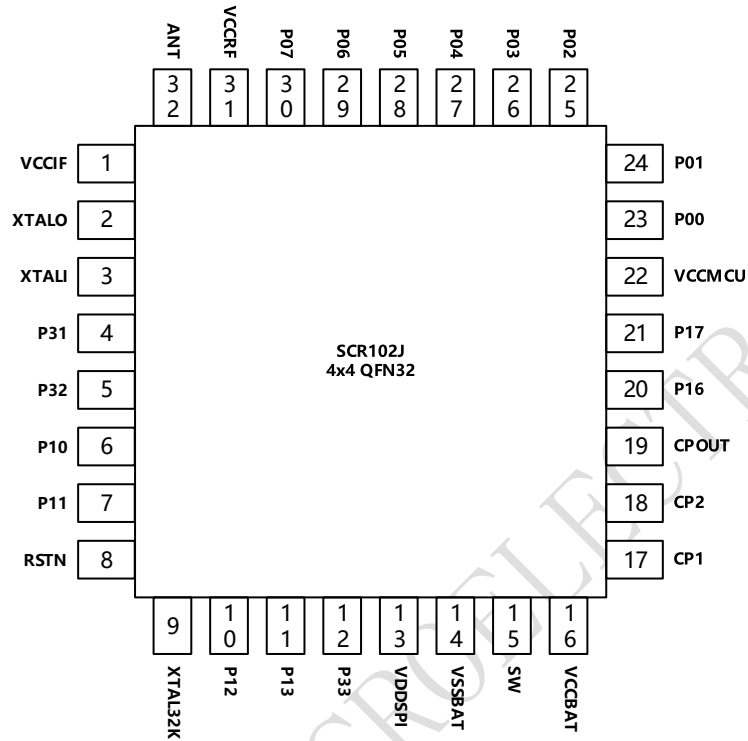 ANT
VCCRF
P07
P06
P05
P04
P03
P02
32
31
30
29
28
27
26
25
VCCIF 1
XTALO 2
XTALI 3
P31 4
P32 5
P10 6
P11 7
RSTN 8
SCR102J
4x4 QFN32
24 P01
23 P00
22 VCCMCU
21 P17
20 P16
19 CPOUT
18 CP2
17 CP1
9
10
11
12
13
14
15
16
XTAL32K
P12
P13
P33
VDDSPI
VSSBAT
SW
VCCBAT
CROELECTR